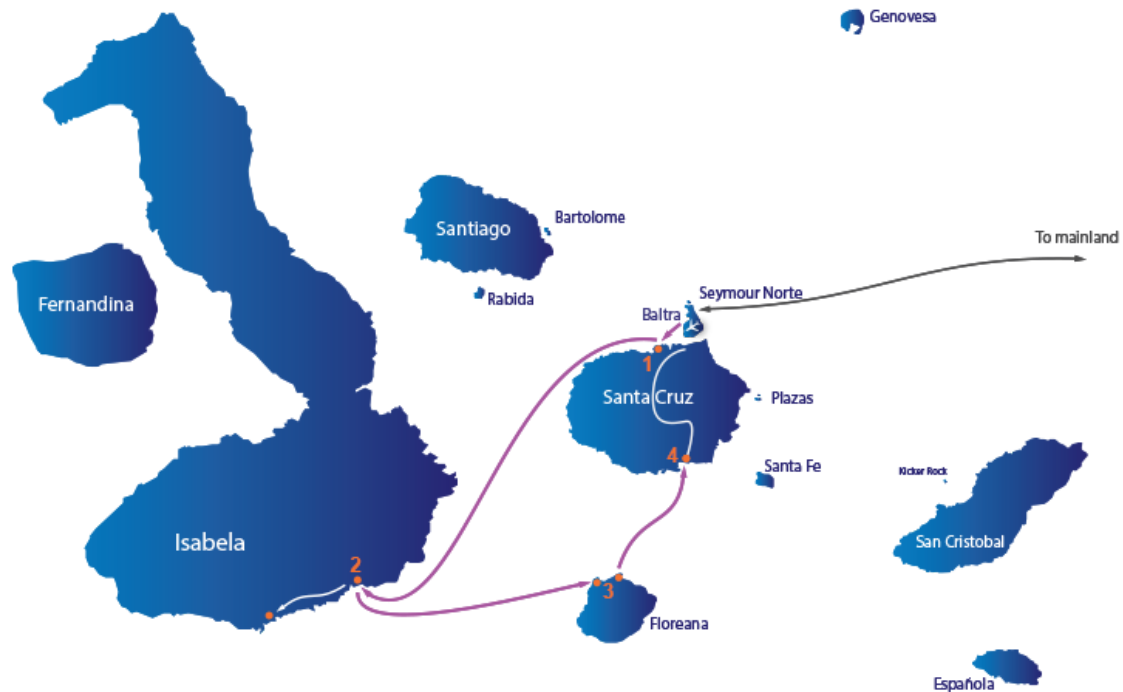 Genovesa
Santiago
Bartolome
To mainland
Fernandina
Rabida
Seymour Norte
Baltra
1
Santa Cruz
Plazas
4
Santa Fe
Kicker Rock
San Cristobal
Isabela
2
3
Floreana
Española